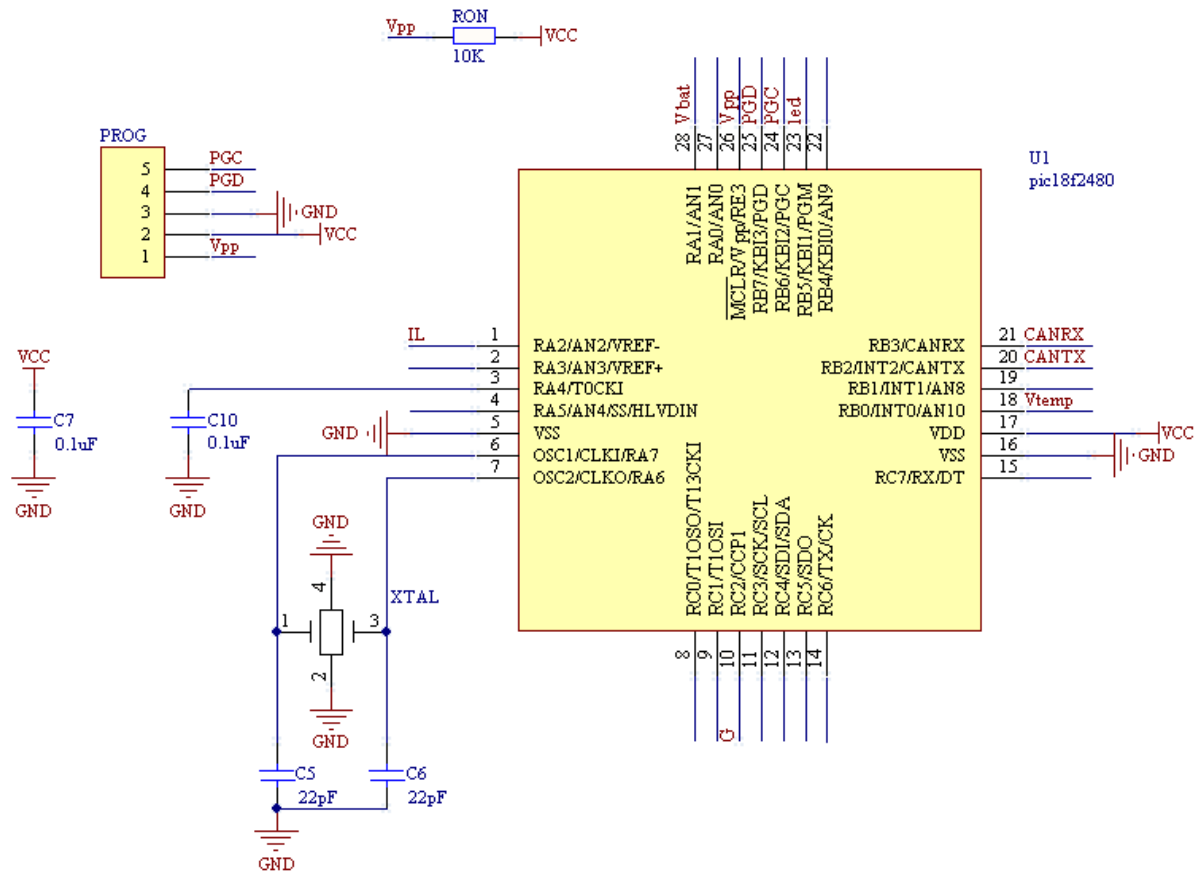 Vpp
RON
VCC
10K
Vbat
Vpp
PGD
PGC
led
28
27
26
25
24
23
22
PROG
5
PGC
4
PGD
3
GND
2
VCC
1
Vpp
U1
pic18f2480
RA1/AN1
RA0/AN0
MCLR/Vpp/RE3
RB7/KBI3/PGD
RB6/KBI2/PGC
RB5/KBI1/PGM
RB4/KBI0/AN9
IL
1
RA2/AN2/VREF-
2
RA3/AN3/VREF+
3
RA4/T0CKI
4
RA5/AN4/SS/HLVDIN
GND
5
VSS
6
OSC1/CLKI/RA7
7
OSC2/CLKO/RA6
RB3/CANRX
21
CANRX
RB2/INT2/CANTX
20
CANTX
RB1/INT1/AN8
19
RB0/INT0/AN10
18
Vtemp
VDD
17
VCC
VSS
16
GND
RC7/RX/DT
15
VCC
C7
0.1uF
GND
C10
0.1uF
GND
RC0/T1OSO/T13CKI
RC1/T1OSI
RC2/CCP1
RC3/SCK/SCL
RC4/SDI/SDA
RC5/SDO
RC6/TX/CK
8
9
10
11
12
13
14
G
GND
4
XTAL
1
3
2
GND
C5
22pF
C6
22pF
GND